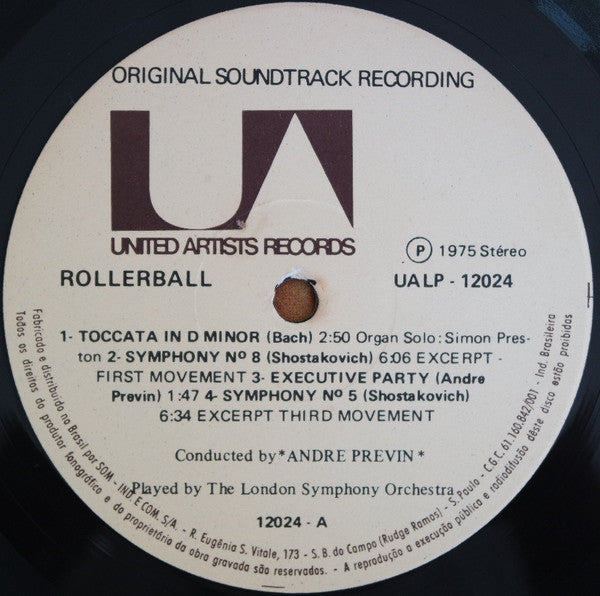 ORIGINAL SOUNDTRACK RECORDING
UA
UNITED ARTISTS RECORDS
P 1975 Stéreo
ROLLERBALL
UALP - 12024
1- TOCCATA IN D MINOR (Bach) 2:50 Organ Solo: Simon Pres-
ton 2- SYMPHONY Nº 8 (Shostakovich) 6:06 EXCERPT -
FIRST MOVEMENT 3- EXECUTIVE PARTY (Andre
Previn) 1:47 4- SYMPHONY Nº 5 (Shostakovich)
6:34 EXCERPT THIRD MOVEMENT
Conducted by *ANDRE PREVIN *
Played by The London Symphony Orchestra
12024 - A
Fabricado e distribuido no Brasil por SOM - IND. E COM. S/A. - R. Eugênia S. Vitale, 173 - S. B. do Campo (Rudge Ramos) - S. Paulo - C.G.C. 61.160.842/001 - Ind. Brasileira
Todos os direitos do produtor fonográfico e do proprietário da obra gravada são reservados. - A reprodução a execução pública e radiodifusão dêste disco estão proibidas